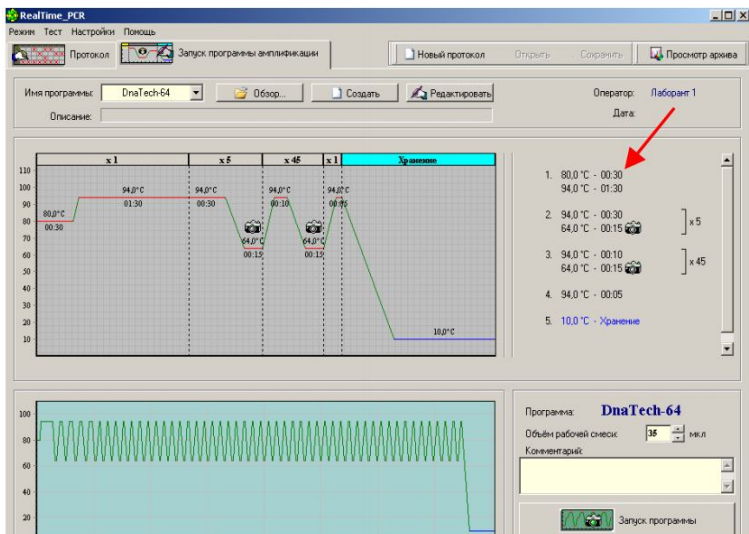 RealTime_PCR
Режим Тест Настройки Помощь
Протокол Запуск программы амплификации Новый протокол Открыть Сохранить Просмотр архива
Имя программы: DnaTech-64 Обзор... Создать Редактировать Оператор: Лаборант 1
Описание: Дата:
x 1 x 5 x 45 x 1 Хранение
110
100
90
80
70
60
50
40
30
20
10
80,0°C
00:30
94,0°C
01:30
94,0°C
00:30
64,0°C
00:15
94,0°C
00:10
64,0°C
00:15
94,0°C
00:05
10,0°C
1. 80,0 °C - 00:30
94,0 °C - 01:30
2. 94,0 °C - 00:30
64,0 °C - 00:15
x 5
3. 94,0 °C - 00:10
64,0 °C - 00:15
x 45
4. 94,0 °C - 00:05
5. 10,0 °C - Хранение
100
80
60
40
20
Программа: DnaTech-64
Объём рабочей смеси: 35 мкл
Комментарий:
Запуск программы